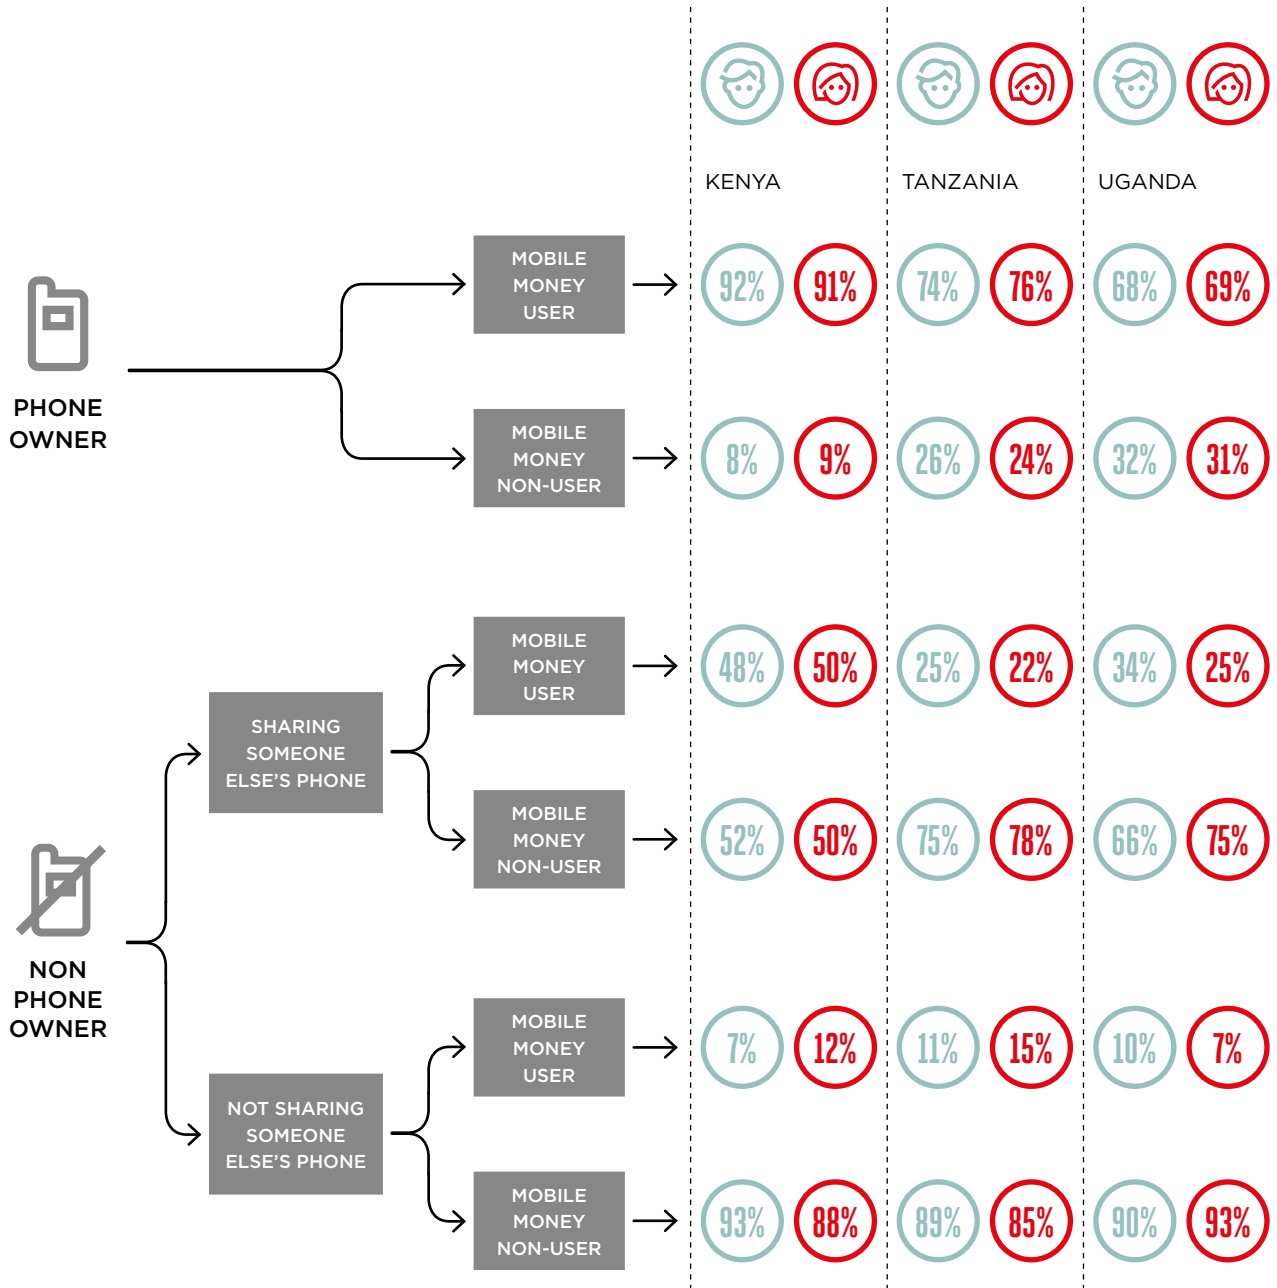 KENYA
TANZANIA
UGANDA
PHONE
OWNER
MOBILE
MONEY
USER
92%
91%
74%
76%
68%
69%
MOBILE
MONEY
NON-USER
8%
9%
26%
24%
32%
31%
NON
PHONE
OWNER
SHARING
SOMEONE
ELSE'S PHONE
MOBILE
MONEY
USER
48%
50%
25%
22%
34%
25%
MOBILE
MONEY
NON-USER
52%
50%
75%
78%
66%
75%
NOT SHARING
SOMEONE
ELSE'S PHONE
MOBILE
MONEY
USER
7%
12%
11%
15%
10%
7%
MOBILE
MONEY
NON-USER
93%
88%
89%
85%
90%
93%